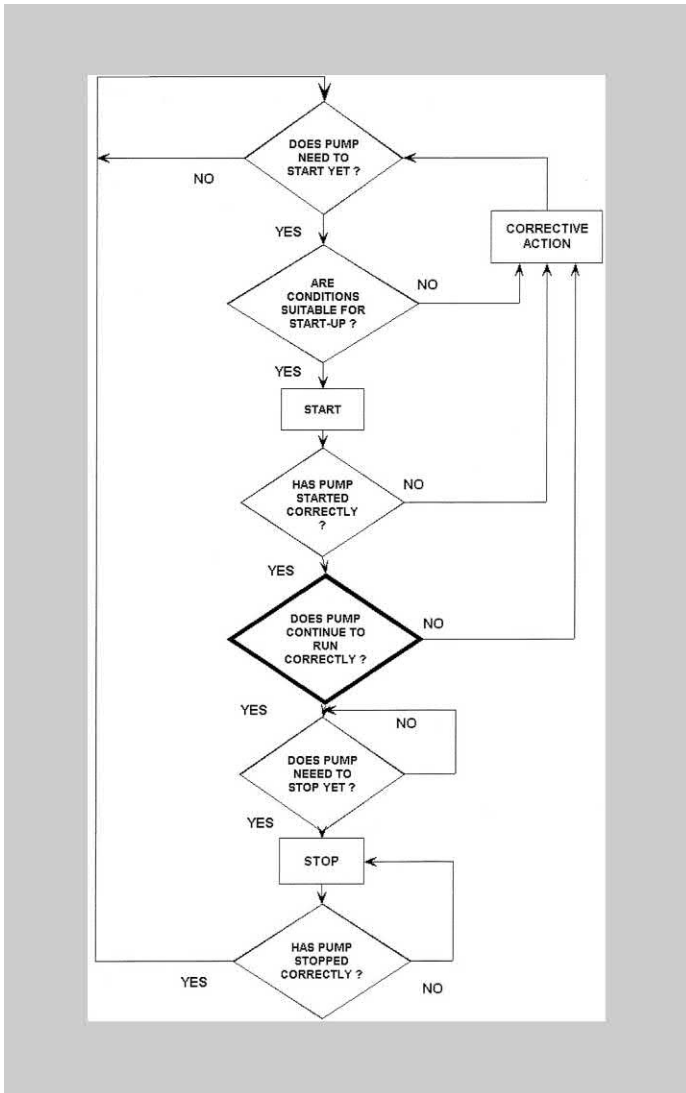 DOES PUMP
NEED TO
START YET ?
NO
YES
CORRECTIVE
ACTION
ARE
CONDITIONS
SUITABLE FOR
START-UP ?
NO
YES
START
HAS PUMP
STARTED
CORRECTLY
?
NO
YES
DOES PUMP
CONTINUE TO
RUN
CORRECTLY ?
NO
YES
NO
DOES PUMP
NEEED TO
STOP YET ?
YES
STOP
HAS PUMP
STOPPED
CORRECTLY ?
YES
NO